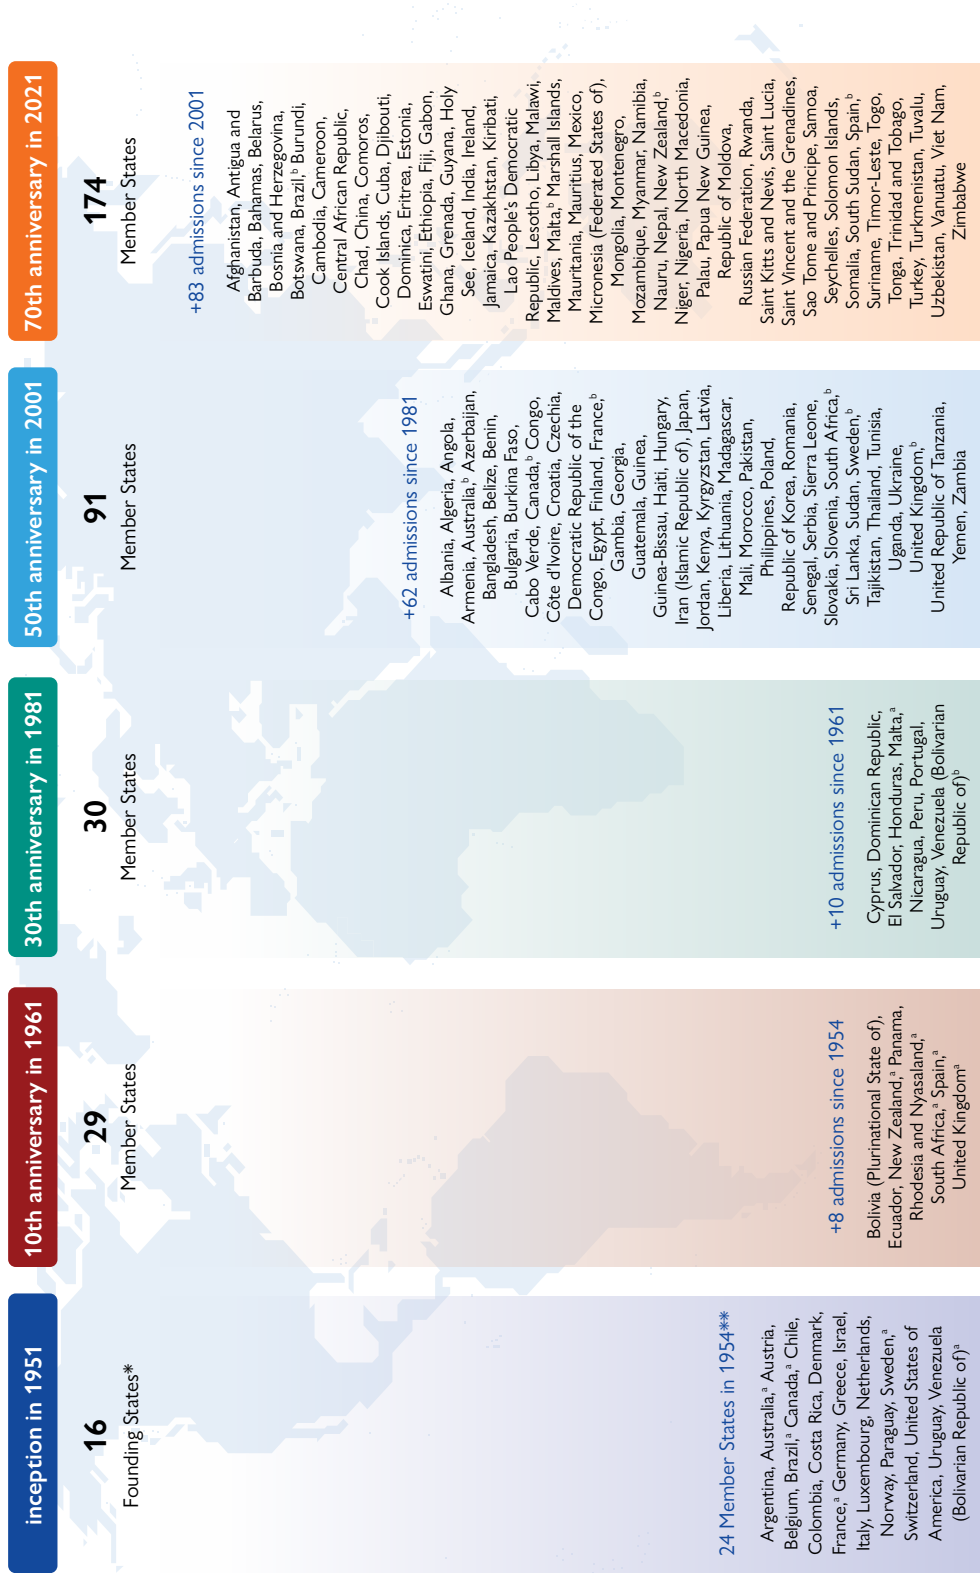 inception in 1951
16
Founding States*
24 Member States in 1954**
Argentina, Australia,ᵃ Austria,
Belgium, Brazil,ᵃ Canada,ᵃ Chile,
Colombia, Costa Rica, Denmark,
France,ᵃ Germany, Greece, Israel,
Italy, Luxembourg, Netherlands,
Norway, Paraguay, Sweden,ᵃ
Switzerland, United States of
America, Uruguay, Venezuela
(Bolivarian Republic of)ᵃ
10th anniversary in 1961
29
Member States
+8 admissions since 1954
Bolivia (Plurinational State of),
Ecuador, New Zealand,ᵃ Panama,
Rhodesia and Nyasaland,ᵃ
South Africa,ᵃ Spain,ᵃ
United Kingdomᵃ
30th anniversary in 1981
30
Member States
+10 admissions since 1961
Cyprus, Dominican Republic,
El Salvador, Honduras, Malta,ᵃ
Nicaragua, Peru, Portugal,
Uruguay, Venezuela (Bolivarian
Republic of)ᵇ
50th anniversary in 2001
91
Member States
+62 admissions since 1981
Albania, Algeria, Angola,
Armenia, Australia,ᵇ Azerbaijan,
Bangladesh, Belize, Benin,
Bulgaria, Burkina Faso,
Cabo Verde, Canada,ᵇ Congo,
Côte d'Ivoire, Croatia, Czechia,
Democratic Republic of the
Congo, Egypt, Finland, France,ᵇ
Gambia, Georgia,
Guatemala, Guinea,
Guinea-Bissau, Haiti, Hungary,
Iran (Islamic Republic of), Japan,
Jordan, Kenya, Kyrgyzstan, Latvia,
Liberia, Lithuania, Madagascar,
Mali, Morocco, Pakistan,
Philippines, Poland,
Republic of Korea, Romania,
Senegal, Serbia, Sierra Leone,
Slovakia, Slovenia, South Africa,ᵇ
Sri Lanka, Sudan, Sweden,ᵇ
Tajikistan, Thailand, Tunisia,
Uganda, Ukraine,
United Kingdom,ᵇ
United Republic of Tanzania,
Yemen, Zambia
70th anniversary in 2021
174
Member States
+83 admissions since 2001
Afghanistan, Antigua and
Barbuda, Bahamas, Belarus,
Bosnia and Herzegovina,
Botswana, Brazil,ᵇ Burundi,
Cambodia, Cameroon,
Central African Republic,
Chad, China, Comoros,
Cook Islands, Cuba, Djibouti,
Dominica, Eritrea, Estonia,
Eswatini, Ethiopia, Fiji, Gabon,
Ghana, Grenada, Guyana, Holy
See, Iceland, India, Ireland,
Jamaica, Kazakhstan, Kiribati,
Lao People's Democratic
Republic, Lesotho, Libya, Malawi,
Maldives, Malta,ᵇ Marshall Islands,
Mauritania, Mauritius, Mexico,
Micronesia (Federated States of),
Mongolia, Montenegro,
Mozambique, Myanmar, Namibia,
Nauru, Nepal, New Zealand,ᵇ
Niger, Nigeria, North Macedonia,
Palau, Papua New Guinea,
Republic of Moldova,
Russian Federation, Rwanda,
Saint Kitts and Nevis, Saint Lucia,
Saint Vincent and the Grenadines,
Sao Tome and Principe, Samoa,
Seychelles, Solomon Islands,
Somalia, South Sudan, Spain,ᵇ
Suriname, Timor-Leste, Togo,
Tonga, Trinidad and Tobago,
Turkey, Turkmenistan, Tuvalu,
Uzbekistan, Vanuatu, Viet Nam,
Zimbabwe